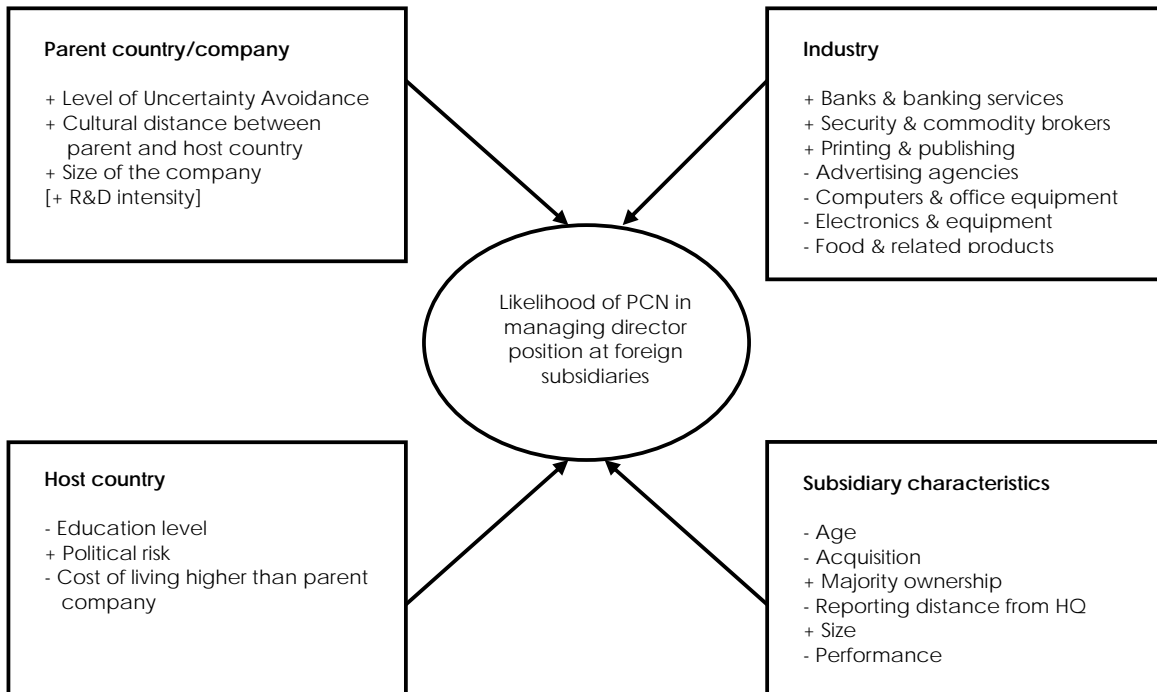 Parent country/company
+ Level of Uncertainty Avoidance
+ Cultural distance between
parent and host country
+ Size of the company
[+ R&D intensity]
Industry
+ Banks & banking services
+ Security & commodity brokers
+ Printing & publishing
- Advertising agencies
- Computers & office equipment
- Electronics & equipment
- Food & related products
Likelihood of PCN in
managing director
position at foreign
subsidiaries
Host country
- Education level
+ Political risk
- Cost of living higher than parent
company
Subsidiary characteristics
- Age
- Acquisition
+ Majority ownership
- Reporting distance from HQ
+ Size
- Performance